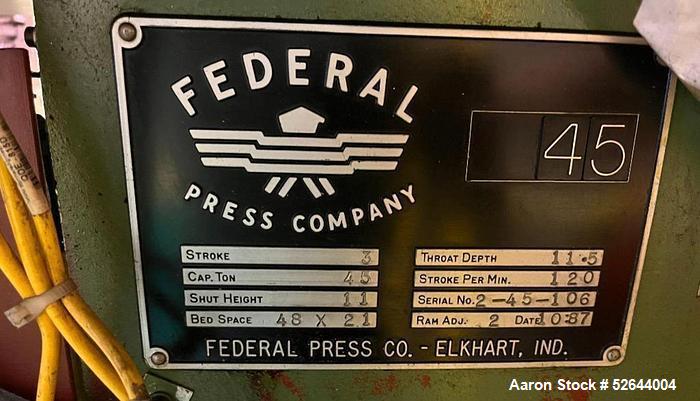 FEDERAL
PRESS COMPANY
45
STROKE 3
CAP. TON 45
SHUT HEIGHT 11
BED SPACE 48 X 21
THROAT DEPTH 11.5
STROKE PER MIN. 120
SERIAL NO. 2-45-106
RAM ADJ. 2 DATE 10-87
FEDERAL PRESS CO. - ELKHART, IND.
Aaron Stock # 52644004